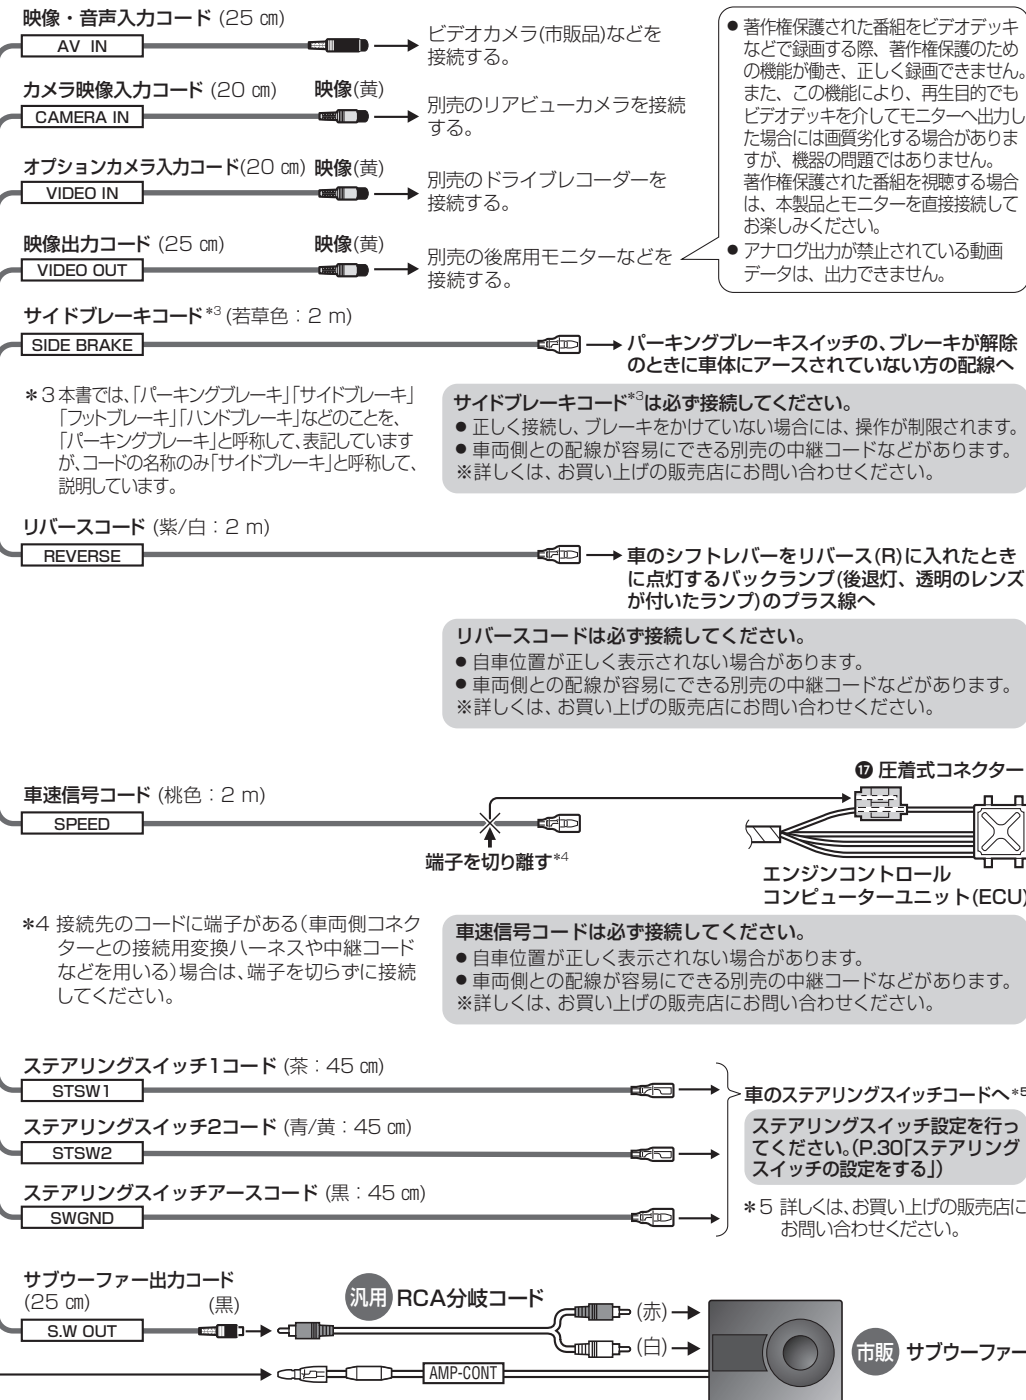 映像・音声入力コード (25 ㎝)
AV IN
ビデオカメラ(市販品)などを
接続する。
カメラ映像入力コード (20 ㎝)
映像(黄)
CAMERA IN
別売のリアビューカメラを接続
する。
オプションカメラ入力コード(20 ㎝)
映像(黄)
VIDEO IN
別売のドライブレコーダーを
接続する。
映像出力コード (25 ㎝)
映像(黄)
VIDEO OUT
別売の後席用モニターなどを
接続する。
● 著作権保護された番組をビデオデッキ
などで録画する際、著作権保護のため
の機能が働き、正しく録画できません。
また、この機能により、再生目的でも
ビデオデッキを介してモニターへ出力し
た場合には画質劣化する場合がありま
すが、機器の問題ではありません。
著作権保護された番組を視聴する場合
は、本製品とモニターを直接接続して
お楽しみください。
● アナログ出力が禁止されている動画
データは、出力できません。
サイドブレーキコード*3 (若草色：2 m)
SIDE BRAKE
パーキングブレーキスイッチの、ブレーキが解除
のときに車体にアースされていない方の配線へ
＊3 本書では、「パーキングブレーキ」「サイドブレーキ」
「フットブレーキ」「ハンドブレーキ」などのことを、
「パーキングブレーキ」と呼称して、表記しています
が、コードの名称のみ「サイドブレーキ」と呼称して、
説明しています。
サイドブレーキコード*3は必ず接続してください。
● 正しく接続し、ブレーキをかけていない場合には、操作が制限されます。
● 車両側との配線が容易にできる別売の中継コードなどがあります。
※詳しくは、お買い上げの販売店にお問い合わせください。
リバースコード (紫/白：2 m)
REVERSE
車のシフトレバーをリバース(R)に入れたとき
に点灯するバックランプ(後退灯、透明のレンズ
が付いたランプ)のプラス線へ
リバースコードは必ず接続してください。
● 自車位置が正しく表示されない場合があります。
● 車両側との配線が容易にできる別売の中継コードなどがあります。
※詳しくは、お買い上げの販売店にお問い合わせください。
⓱ 圧着式コネクター
車速信号コード (桃色：2 m)
SPEED
端子を切り離す*4
エンジンコントロール
コンピューターユニット(ECU)
＊4 接続先のコードに端子がある（車両側コネク
ターとの接続用変換ハーネスや中継コード
などを用いる）場合は、端子を切らずに接続
してください。
車速信号コードは必ず接続してください。
● 自車位置が正しく表示されない場合があります。
● 車両側との配線が容易にできる別売の中継コードなどがあります。
※詳しくは、お買い上げの販売店にお問い合わせください。
ステアリングスイッチ1コード (茶：45 ㎝)
STSW1
ステアリングスイッチ2コード (青/黄：45 ㎝)
STSW2
ステアリングスイッチアースコード (黒：45 ㎝)
SWGND
車のステアリングスイッチコードへ*5
ステアリングスイッチ設定を行っ
てください。(P.30「ステアリング
スイッチの設定をする」)
＊5 詳しくは、お買い上げの販売店に
お問い合わせください。
サブウーファー出力コード
(25 ㎝)
(黒)
S.W OUT
汎用 RCA分岐コード
(赤)
(白)
AMP-CONT
市販 サブウーファー